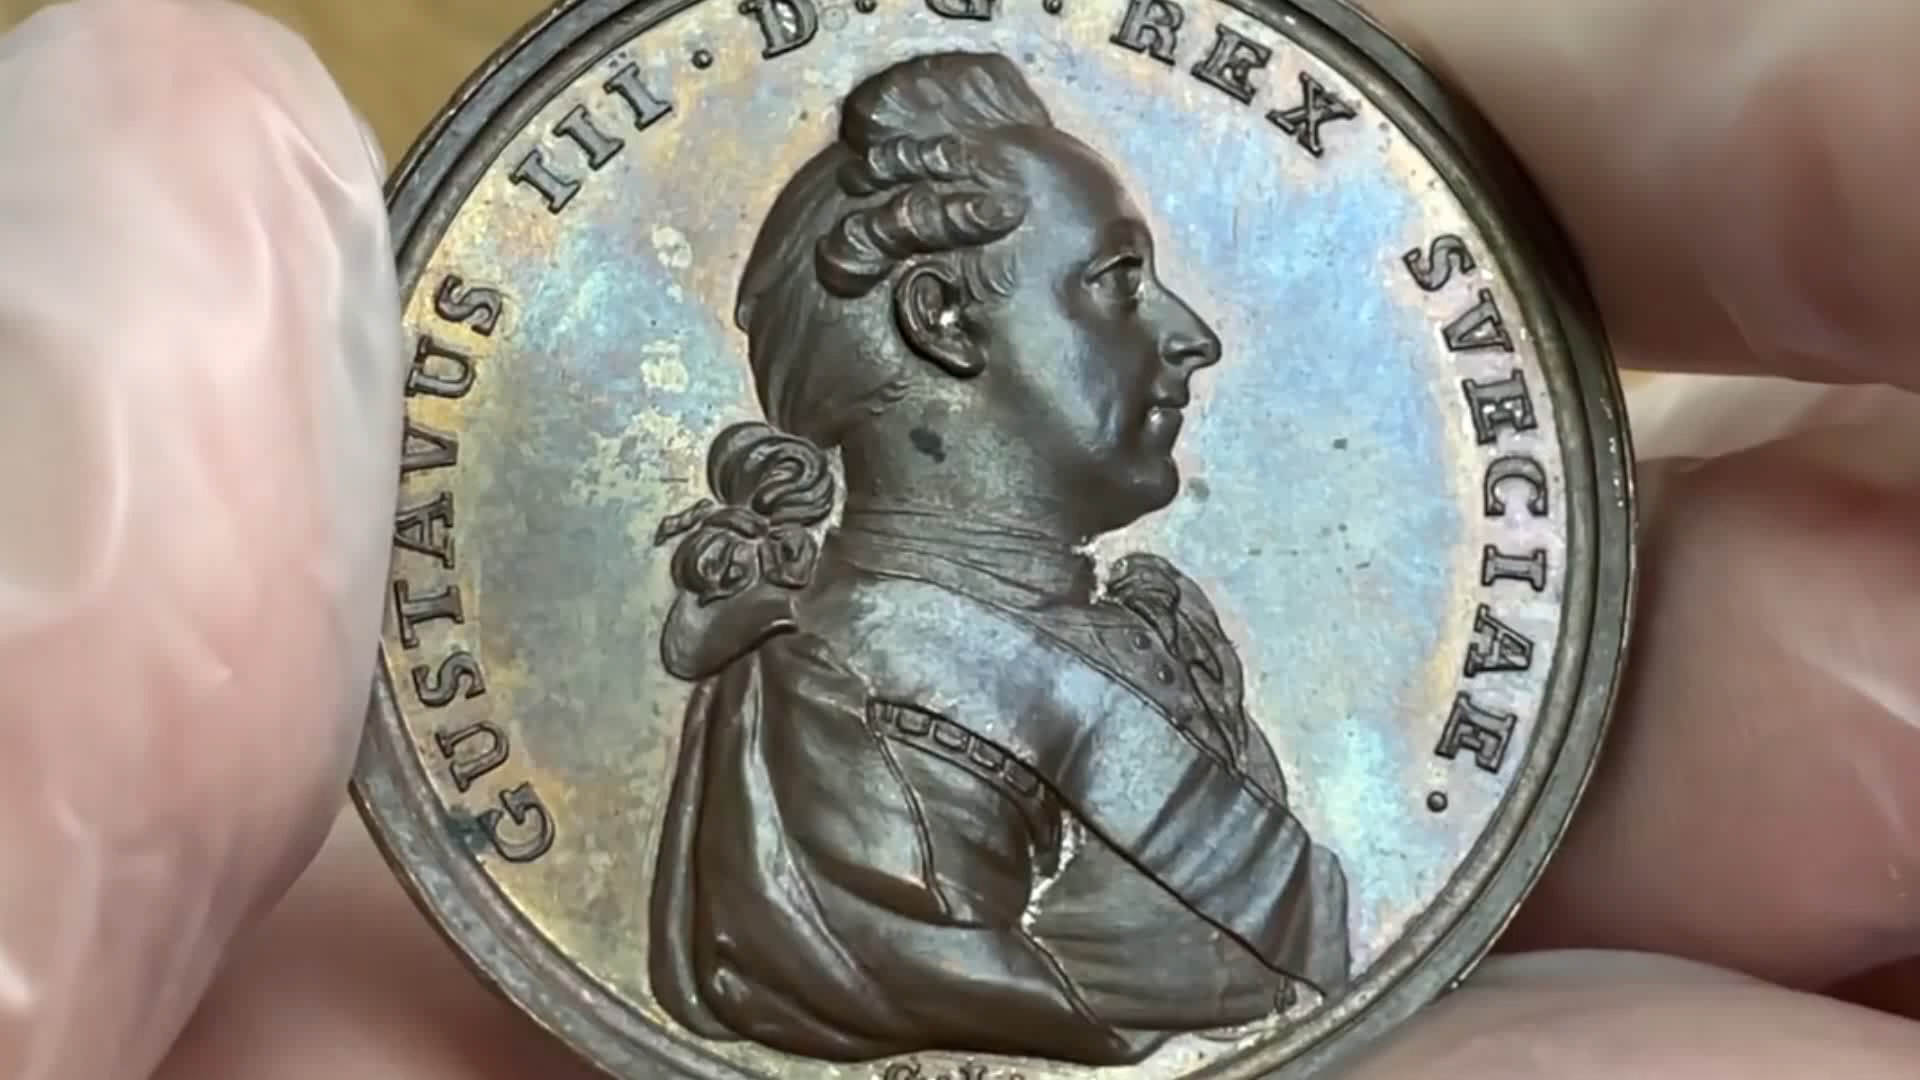 GUSTAVUS III · D · G · REX SVECIAE ·